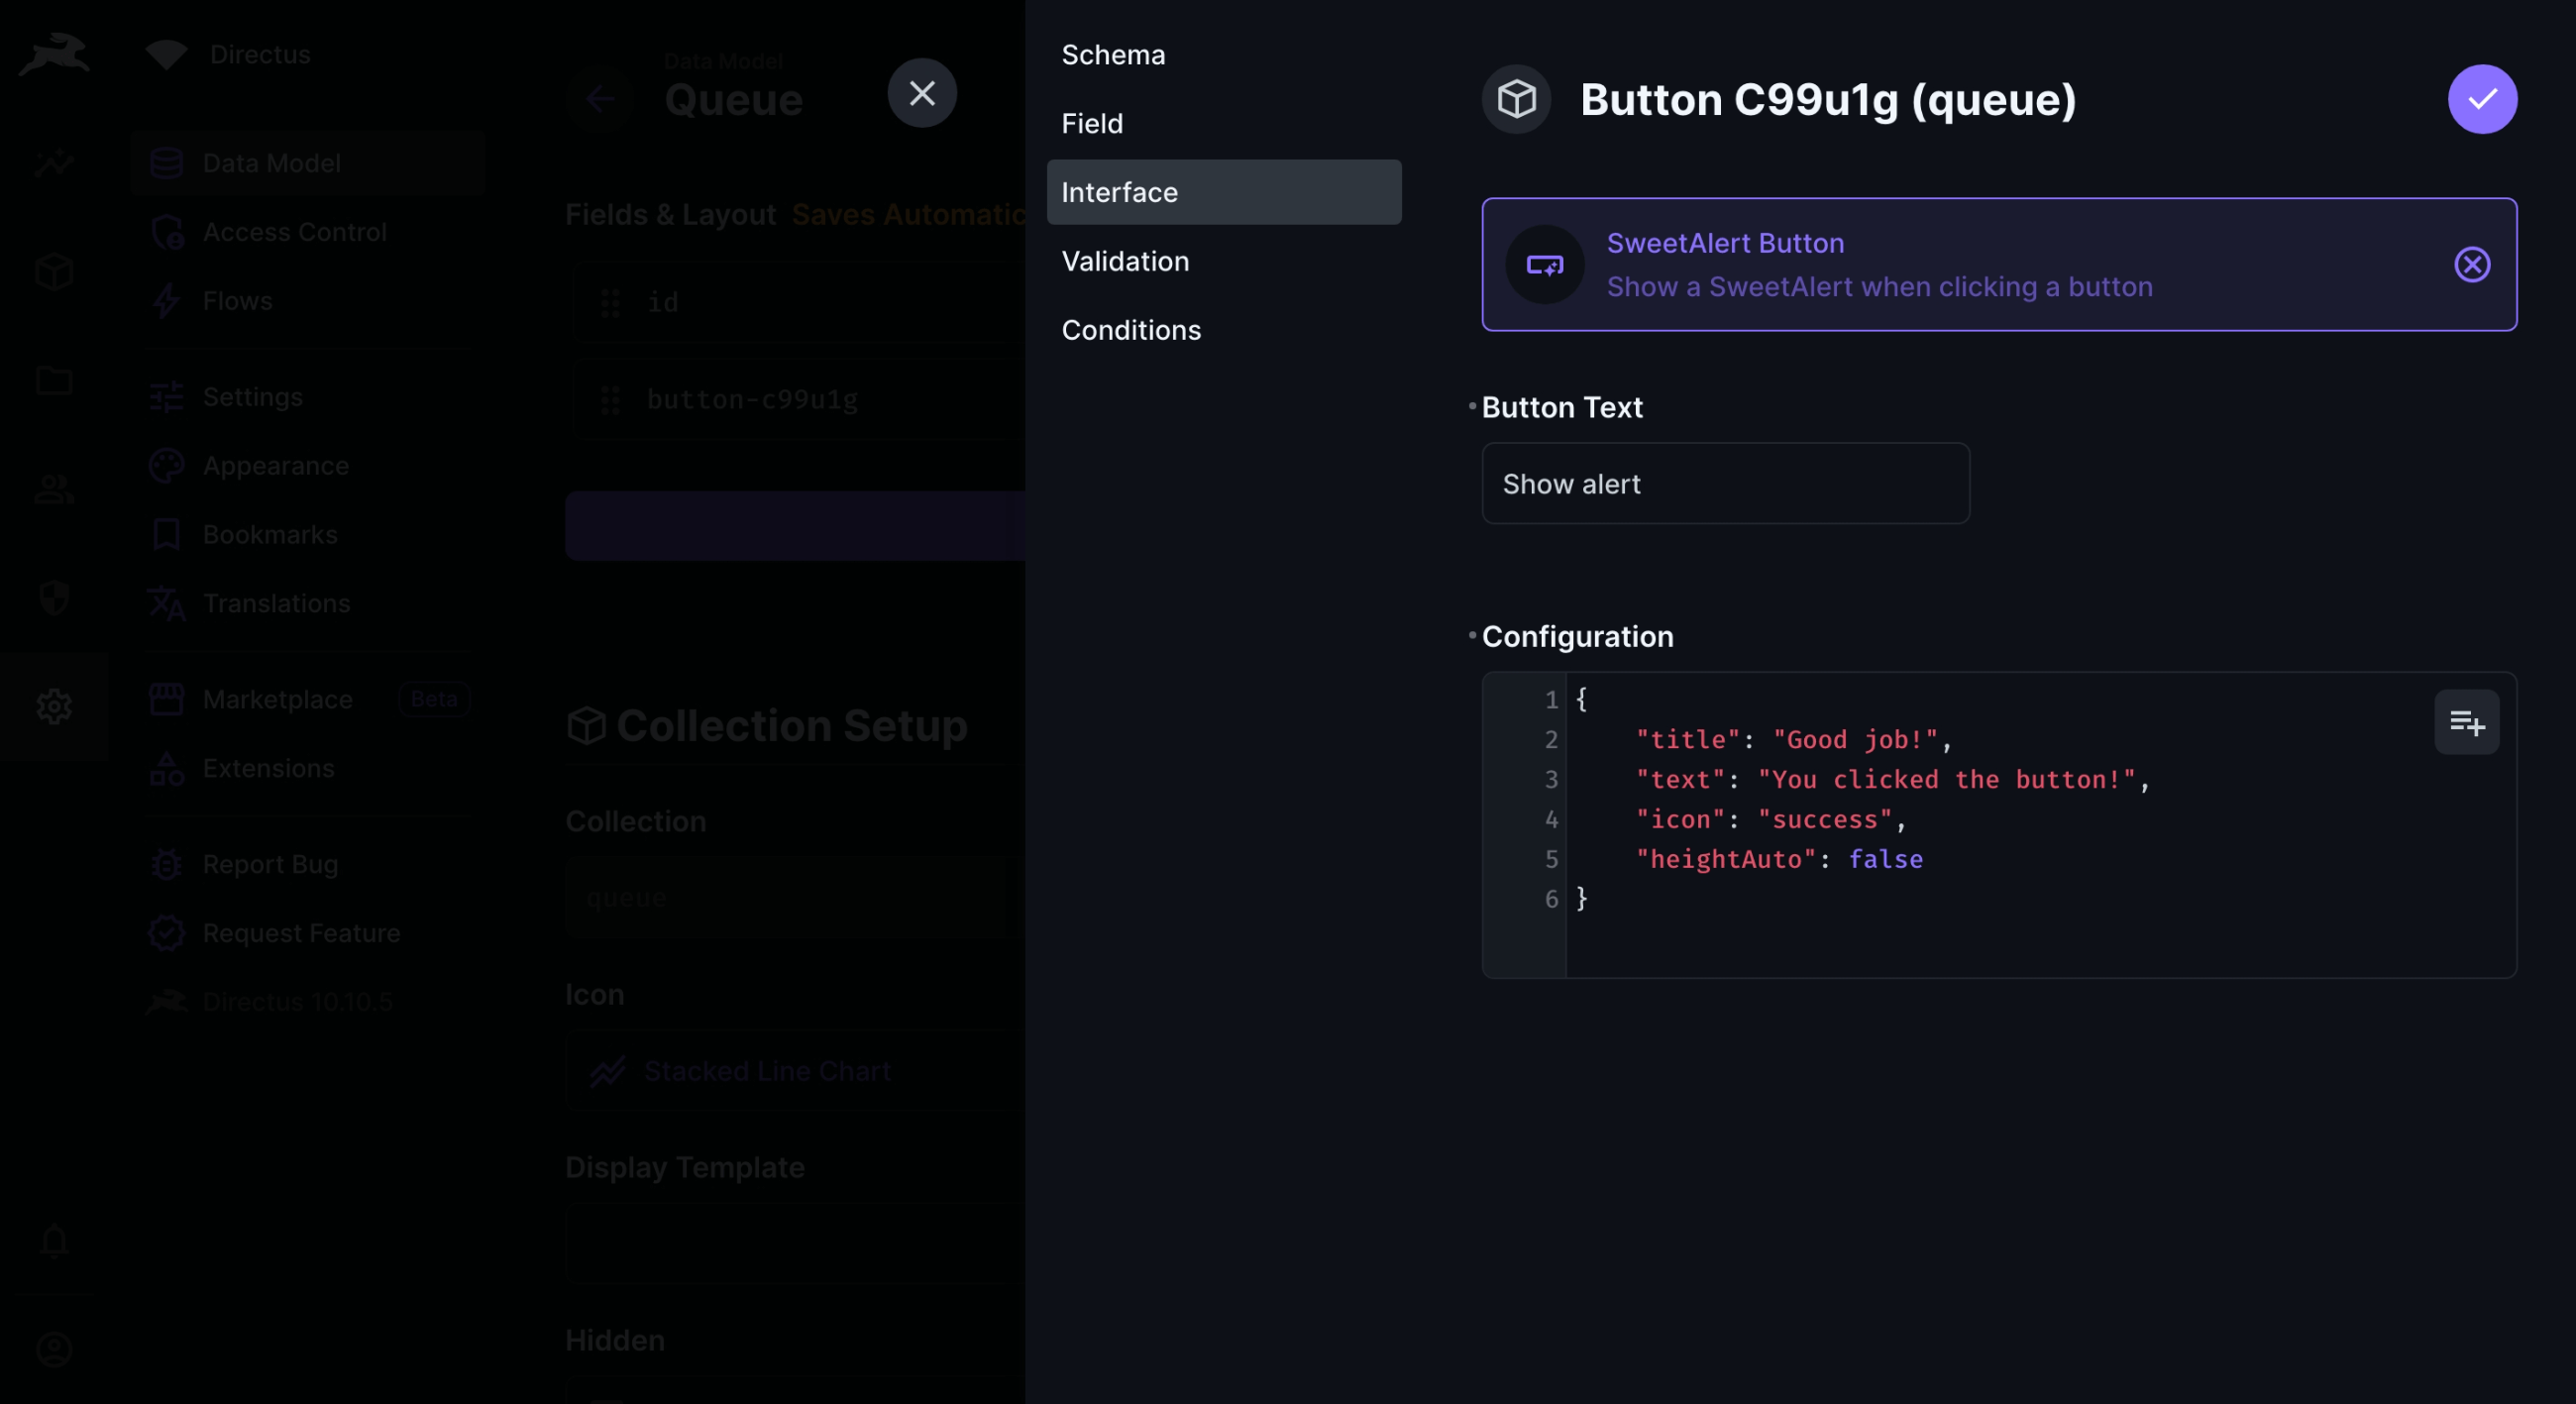 Directus
Data Model
Access Control
Flows
Settings
Appearance
Bookmarks
Translations
Marketplace Beta
Extensions
Report Bug
Request Feature
Directus 10.10.5
Data Model
Queue
Fields & Layout Saves Automatic
id
button-c99u1g
Collection Setup
Collection
queue
Icon
Stacked Line Chart
Display Template
Hidden
Schema
Field
Interface
Validation
Conditions
Button C99u1g (queue)
SweetAlert Button
Show a SweetAlert when clicking a button
Button Text
Show alert
Configuration
1 {
2 "title": "Good job!",
3 "text": "You clicked the button!",
4 "icon": "success",
5 "heightAuto": false
6 }